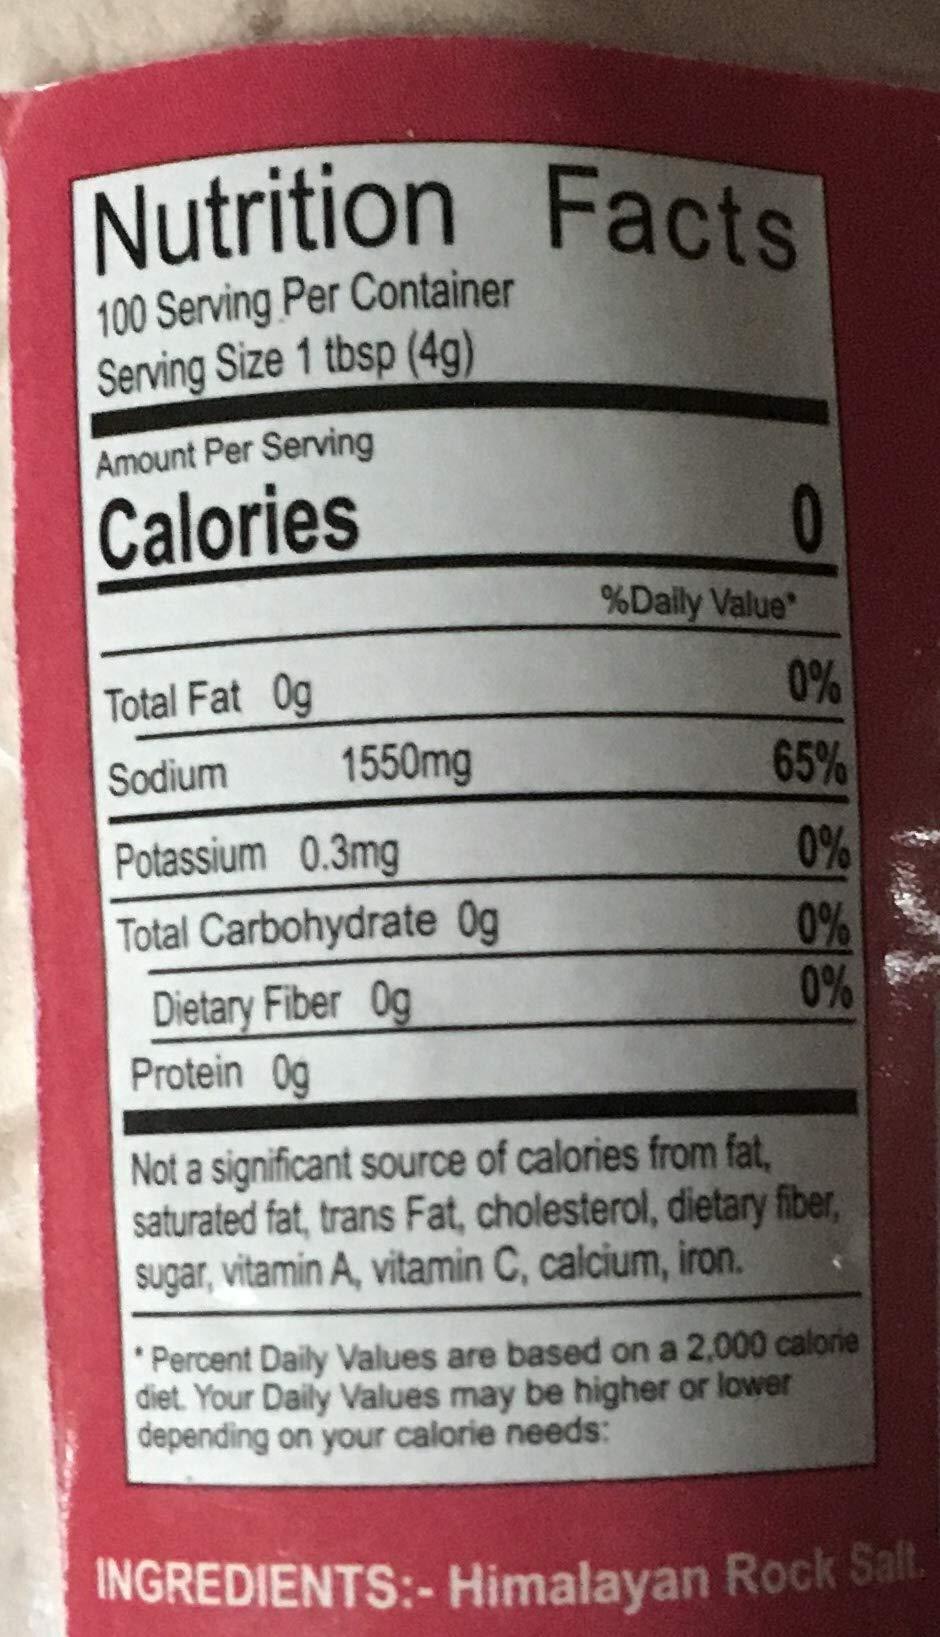 Nutrition Facts
100 Serving Per Container
Serving Size 1 tbsp (4g)
Amount Per Serving
Calories 0
%Daily Value*
Total Fat 0g 0%
Sodium 1550mg 65%
Potassium 0.3mg 0%
Total Carbohydrate 0g 0%
Dietary Fiber 0g 0%
Protein 0g
Not a significant source of calories from fat,
saturated fat, trans Fat, cholesterol, dietary fiber,
sugar, vitamin A, vitamin C, calcium, iron.
* Percent Daily Values are based on a 2,000 calorie
diet. Your Daily Values may be higher or lower
depending on your calorie needs:
INGREDIENTS:- Himalayan Rock Salt.